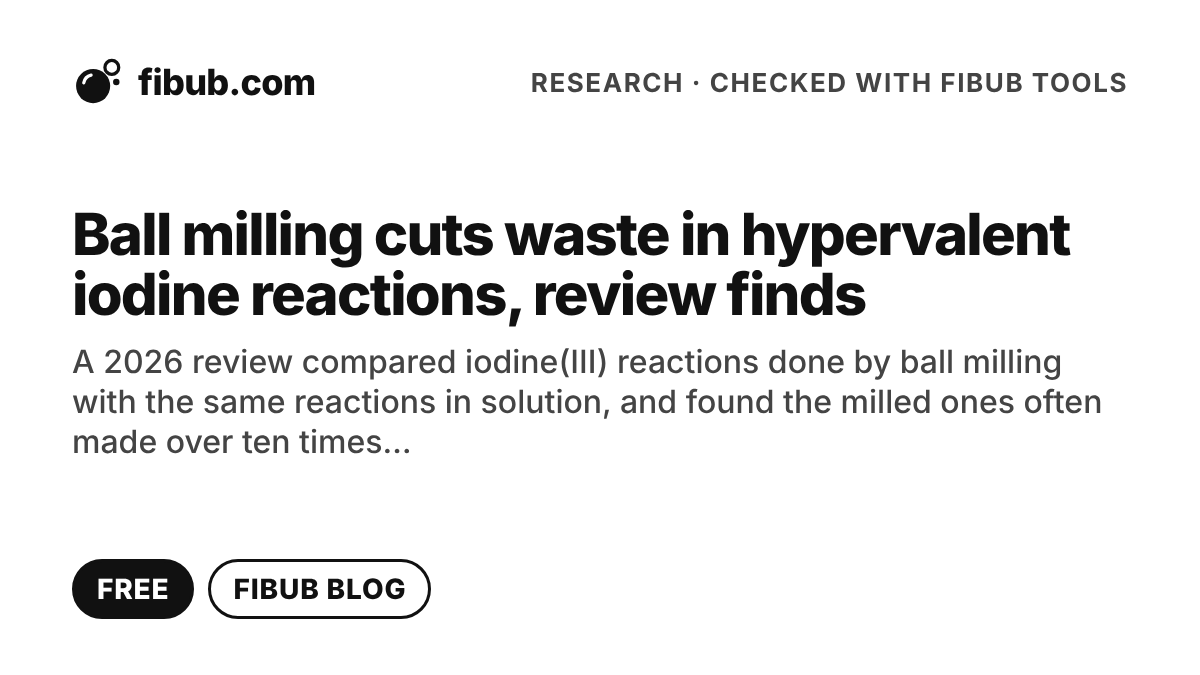 fibub.com
RESEARCH · CHECKED WITH FIBUB TOOLS
Ball milling cuts waste in hypervalent
iodine reactions, review finds
A 2026 review compared iodine(III) reactions done by ball milling
with the same reactions in solution, and found the milled ones often
made over ten times...
FREE
FIBUB BLOG